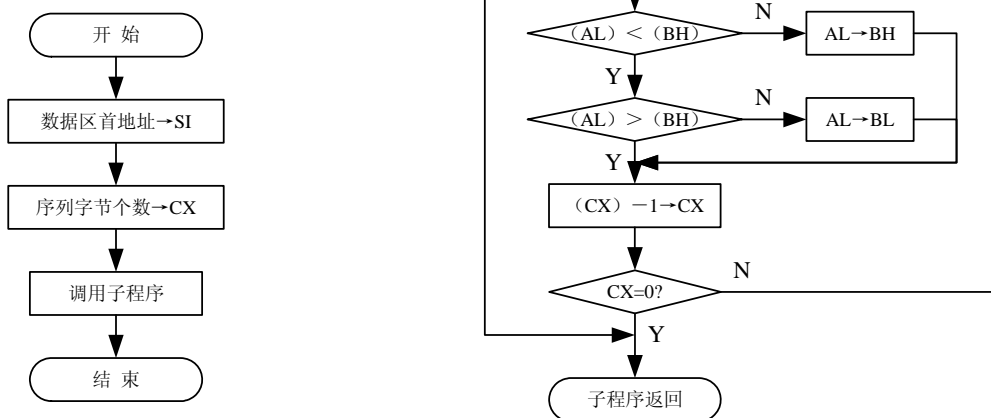 开 始
数据区首地址→SI
序列字节个数→CX
调用子程序
结 束
(AL)＜(BH)
N
AL→BH
Y
(AL)＞(BH)
N
AL→BL
Y
(CX)－1→CX
CX=0?
N
Y
子程序返回